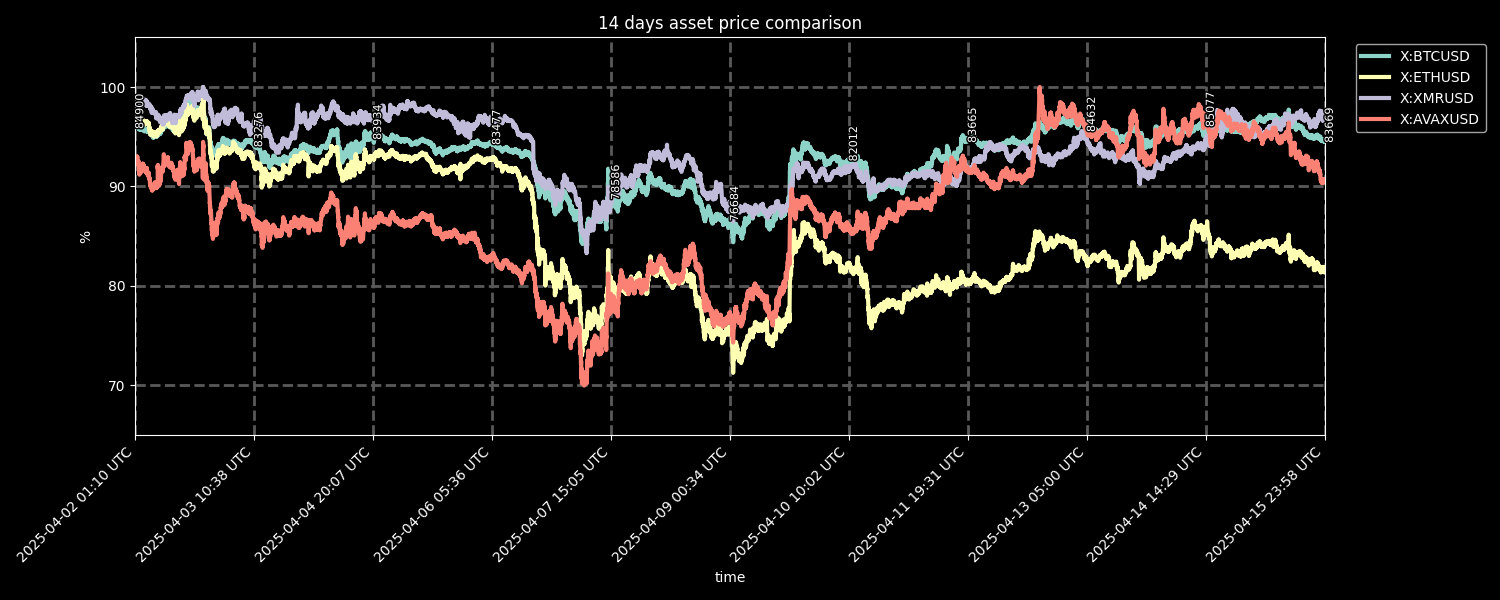 14 days asset price comparison
X:BTCUSD
X:ETHUSD
X:XMRUSD
X:AVAXUSD
100
90
80
70
%
84900
83276
83934
83477
78586
76684
82012
83665
84632
85077
83669
2025-04-02 01:10 UTC
2025-04-03 10:38 UTC
2025-04-04 20:07 UTC
2025-04-06 05:36 UTC
2025-04-07 15:05 UTC
2025-04-09 00:34 UTC
2025-04-10 10:02 UTC
2025-04-11 19:31 UTC
2025-04-13 05:00 UTC
2025-04-14 14:29 UTC
2025-04-15 23:58 UTC
time